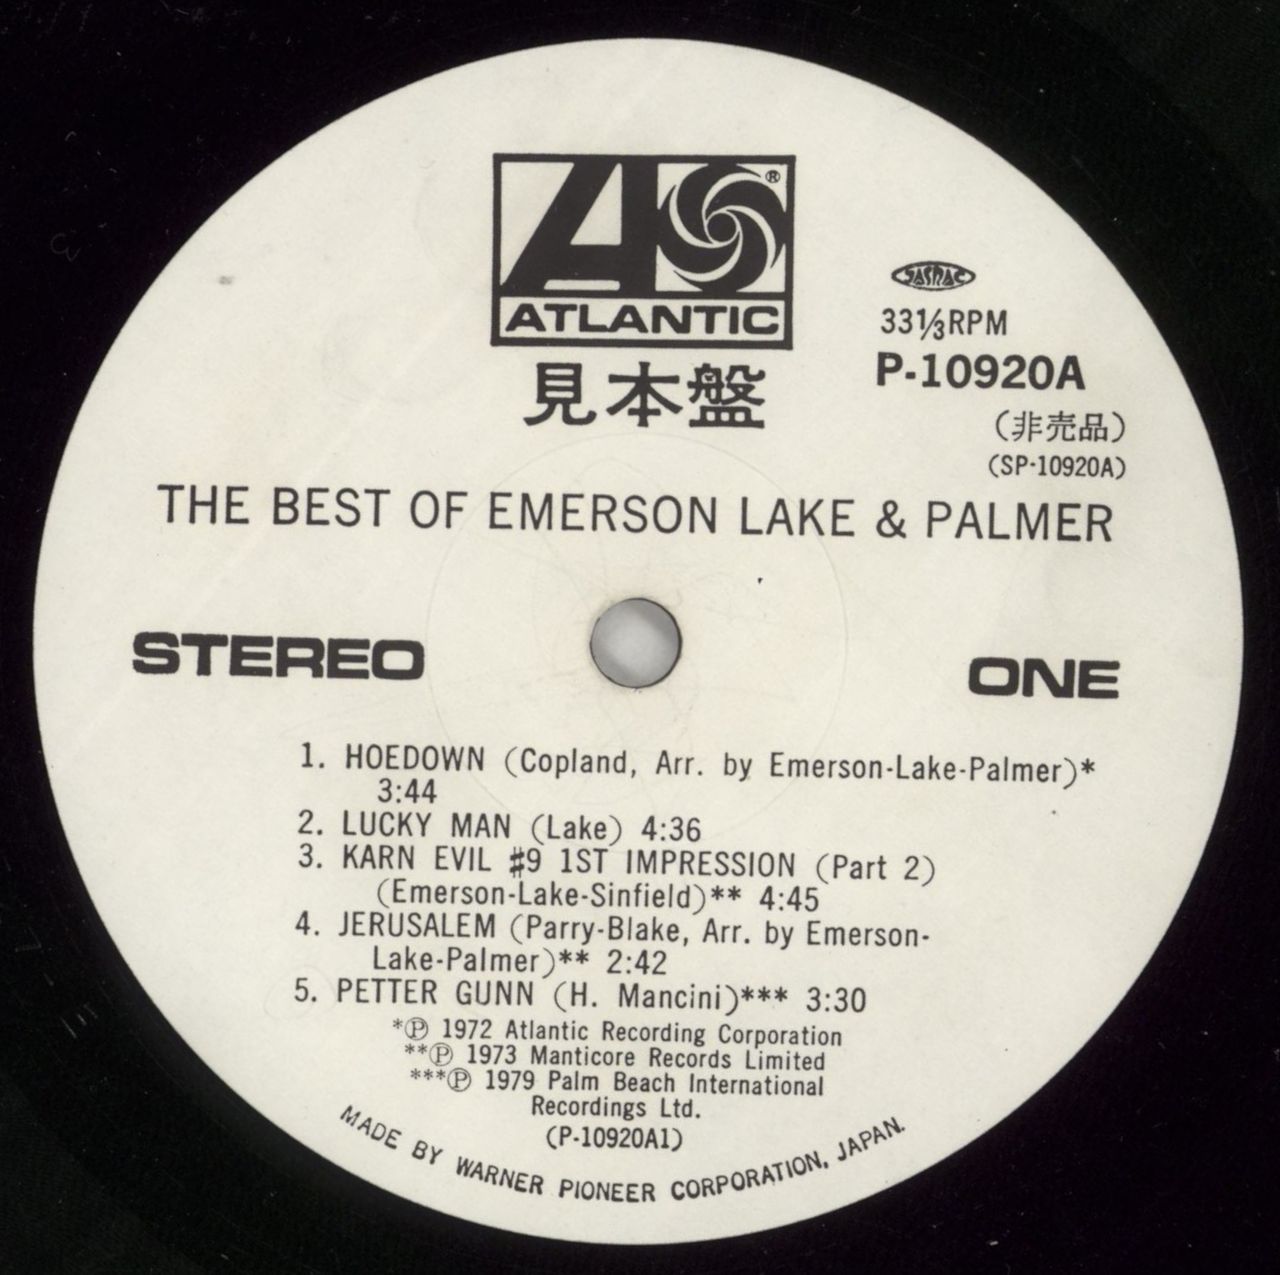 ®
ATLANTIC
見本盤
JASRAC
33⅓RPM
P-10920A
(非売品)
(SP-10920A)
THE BEST OF EMERSON LAKE & PALMER
STEREO
ONE
1. HOEDOWN (Copland, Arr. by Emerson-Lake-Palmer)*
3:44
2. LUCKY MAN (Lake) 4:36
3. KARN EVIL #9 1ST IMPRESSION (Part 2)
(Emerson-Lake-Sinfield)** 4:45
4. JERUSALEM (Parry-Blake, Arr. by Emerson-
Lake-Palmer)** 2:42
5. PETTER GUNN (H. Mancini)*** 3:30
*Ⓟ 1972 Atlantic Recording Corporation
**Ⓟ 1973 Manticore Records Limited
***Ⓟ 1979 Palm Beach International
Recordings Ltd.
(P-10920A1)
MADE BY WARNER PIONEER CORPORATION, JAPAN.